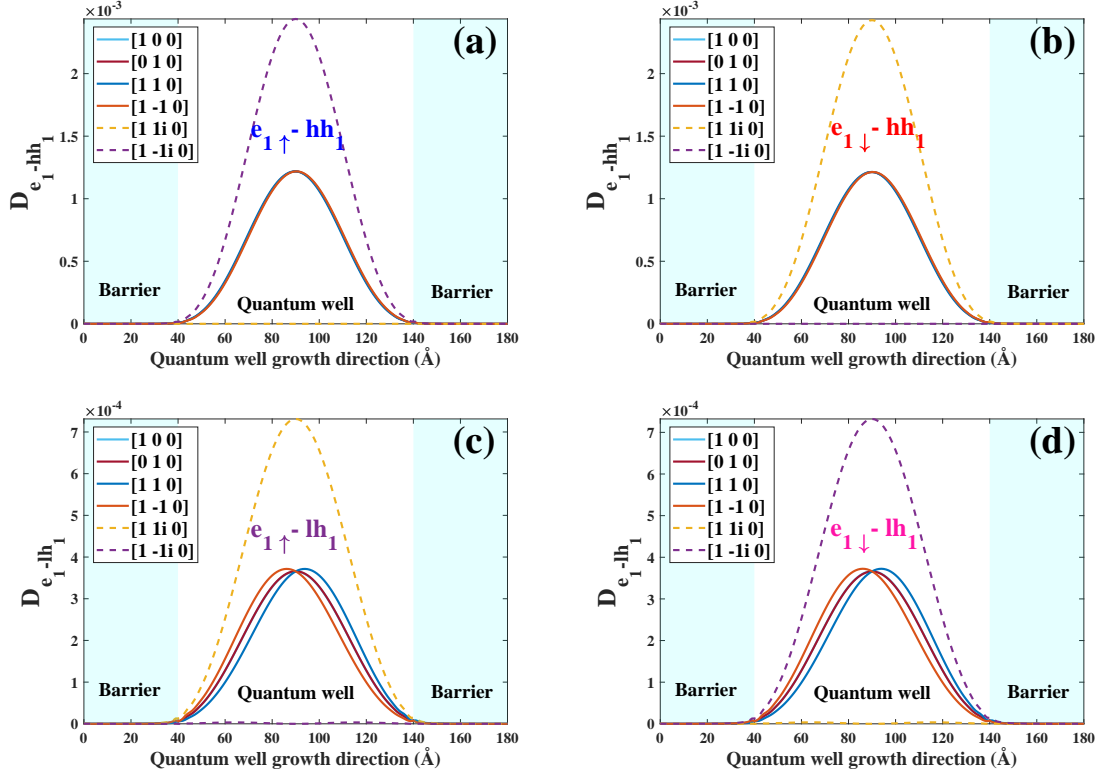 ×10⁻³
(a)
[1 0 0]
[0 1 0]
[1 1 0]
[1 -1 0]
[1 1i 0]
[1 -1i 0]
e₁ ↑ - hh₁
D e₁-hh₁
2
1.5
1
0.5
0
Barrier
Quantum well
Barrier
0 20 40 60 80 100 120 140 160 180
Quantum well growth direction (Å)
×10⁻³
(b)
[1 0 0]
[0 1 0]
[1 1 0]
[1 -1 0]
[1 1i 0]
[1 -1i 0]
e₁ ↓ - hh₁
D e₁-hh₁
2
1.5
1
0.5
0
Barrier
Quantum well
Barrier
0 20 40 60 80 100 120 140 160 180
Quantum well growth direction (Å)
×10⁻⁴
(c)
[1 0 0]
[0 1 0]
[1 1 0]
[1 -1 0]
[1 1i 0]
[1 -1i 0]
e₁ ↑ - lh₁
D e₁-lh₁
7
6
5
4
3
2
1
0
Barrier
Quantum well
Barrier
0 20 40 60 80 100 120 140 160 180
Quantum well growth direction (Å)
×10⁻⁴
(d)
[1 0 0]
[0 1 0]
[1 1 0]
[1 -1 0]
[1 1i 0]
[1 -1i 0]
e₁ ↓ - lh₁
D e₁-lh₁
7
6
5
4
3
2
1
0
Barrier
Quantum well
Barrier
0 20 40 60 80 100 120 140 160 180
Quantum well growth direction (Å)